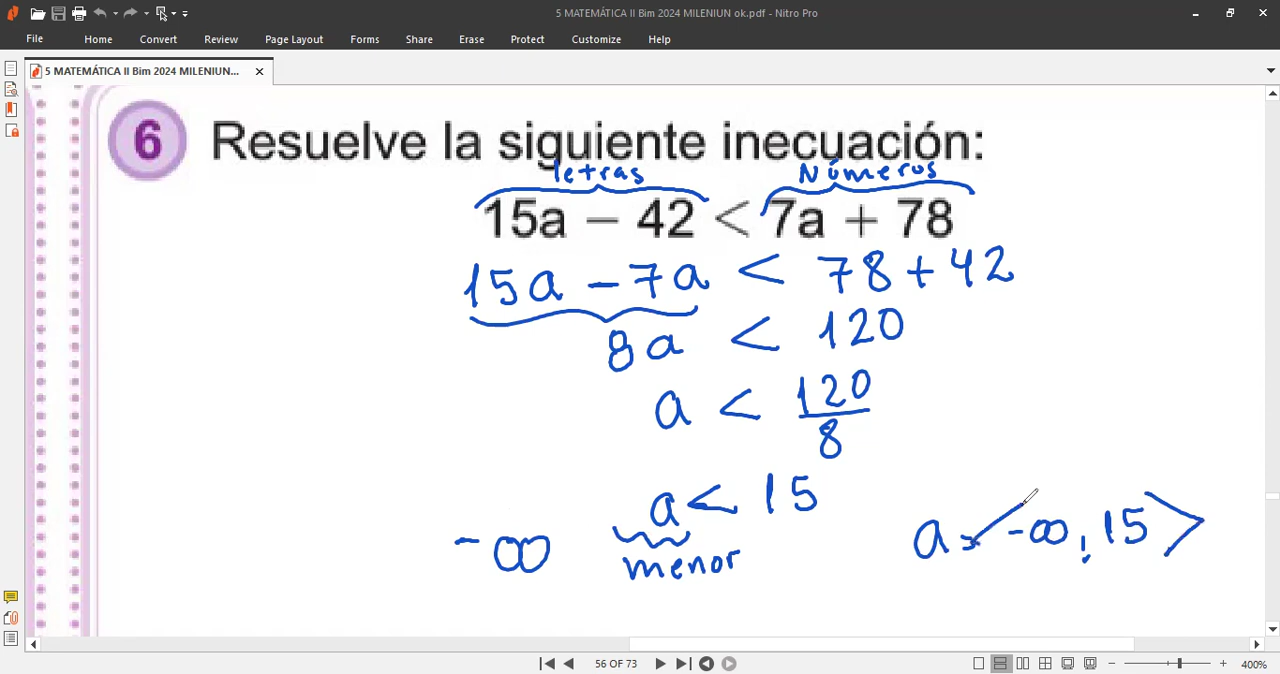 5 MATEMÁTICA II Bim 2024 MILENIUN ok.pdf - Nitro Pro
File Home Convert Review Page Layout Forms Share Erase Protect Customize Help
5 MATEMÁTICA II Bim 2024 MILENIUN...
6 Resuelve la siguiente inecuación:
letras Números
15a − 42 < 7a + 78
15a − 7a < 78 + 42
8a < 120
a < 120/8
a < 15
-∞ menor
a = < -∞ ; 15 >
56 OF 73
400%